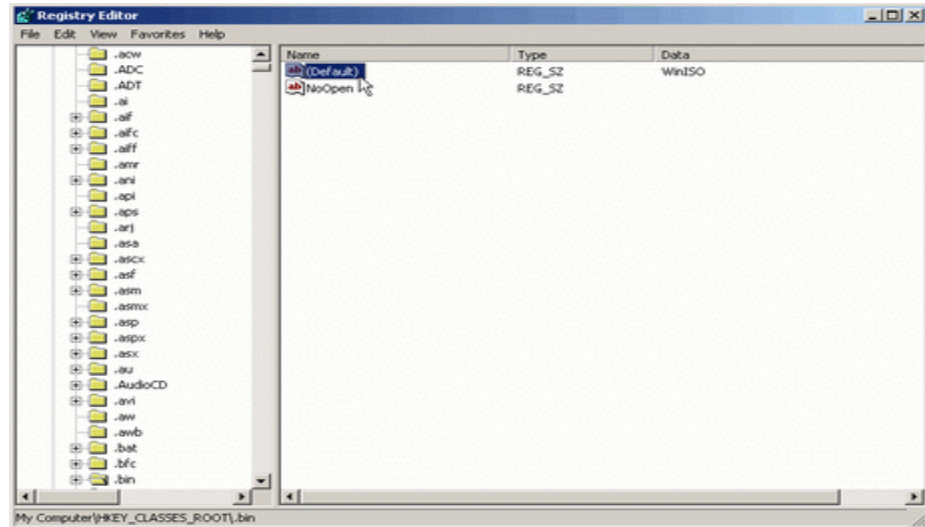 Registry Editor
File Edit View Favorites Help
.acw
.ADC
.ADT
.ai
.aif
.aifc
.aiff
.amr
.ani
.api
.aps
.arj
.asa
.ascx
.asf
.asm
.asmx
.asp
.aspx
.asx
.au
.AudioCD
.avi
.aw
.awb
.bat
.bfc
.bin
Name Type Data
ab (Default) REG_SZ WinISO
ab NoOpen REG_SZ
My Computer\HKEY_CLASSES_ROOT\.bin